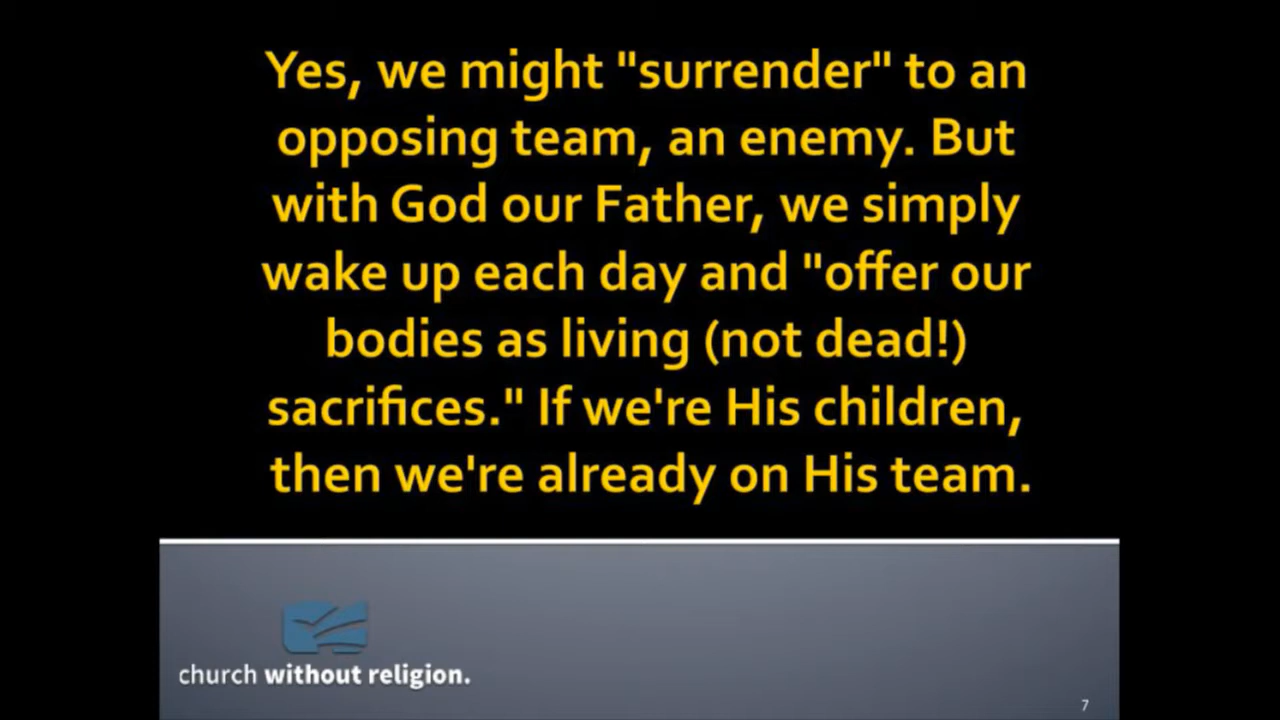 Yes, we might "surrender" to an
opposing team, an enemy. But
with God our Father, we simply
wake up each day and "offer our
bodies as living (not dead!)
sacrifices." If we're His children,
then we're already on His team.
church without religion.
7